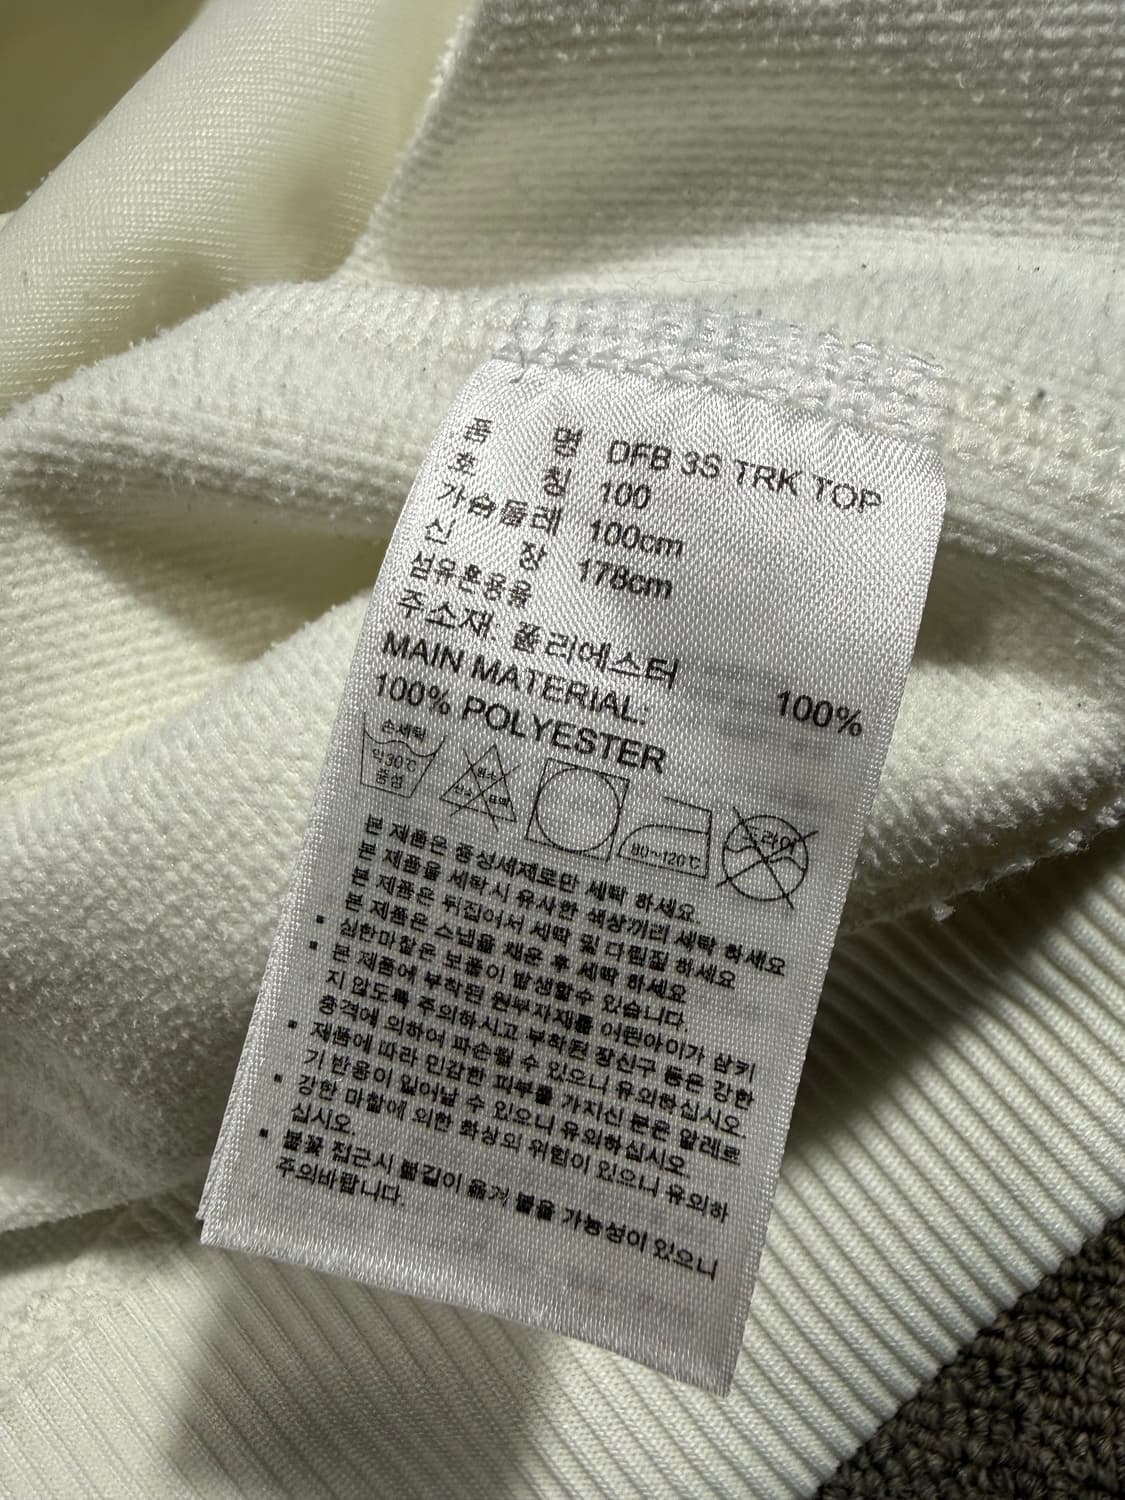 품 명 DFB 3S TRK TOP
호 칭 100
가슴둘레 100cm
신 장 178cm
섬유혼용율
주소재. 폴리에스터 100%
MAIN MATERIAL:
100% POLYESTER
손세탁
약30℃
중성
염소
산소 표백
80~120℃
드라이
본 제품은 중성세제로만 세탁 하세요.
본 제품을 세탁시 유사한 색상끼리 세탁 하세요
본 제품은 뒤집어서 세탁 및 다림질 하세요
본 제품은 스냅을 채운 후 세탁 하세요
▪ 심한마찰은 보풀이 발생할수 있습니다.
▪ 본 제품에 부착된 원부자재를 어린아이가 삼키
지 않도록 주의하시고 부착된 장신구 등은 강한
충격에 의하여 파손될 수 있으니 유의하십시오.
▪ 제품에 따라 민감한 피부를 가지신 분은 알레르
기 반응이 일어날 수 있으니 유의하십시오.
▪ 강한 마찰에 의한 화상의 위험이 있으니 유의하
십시오.
▪ 불꽃 접근시 불길이 옮겨 붙을 가능성이 있으니
주의바랍니다.